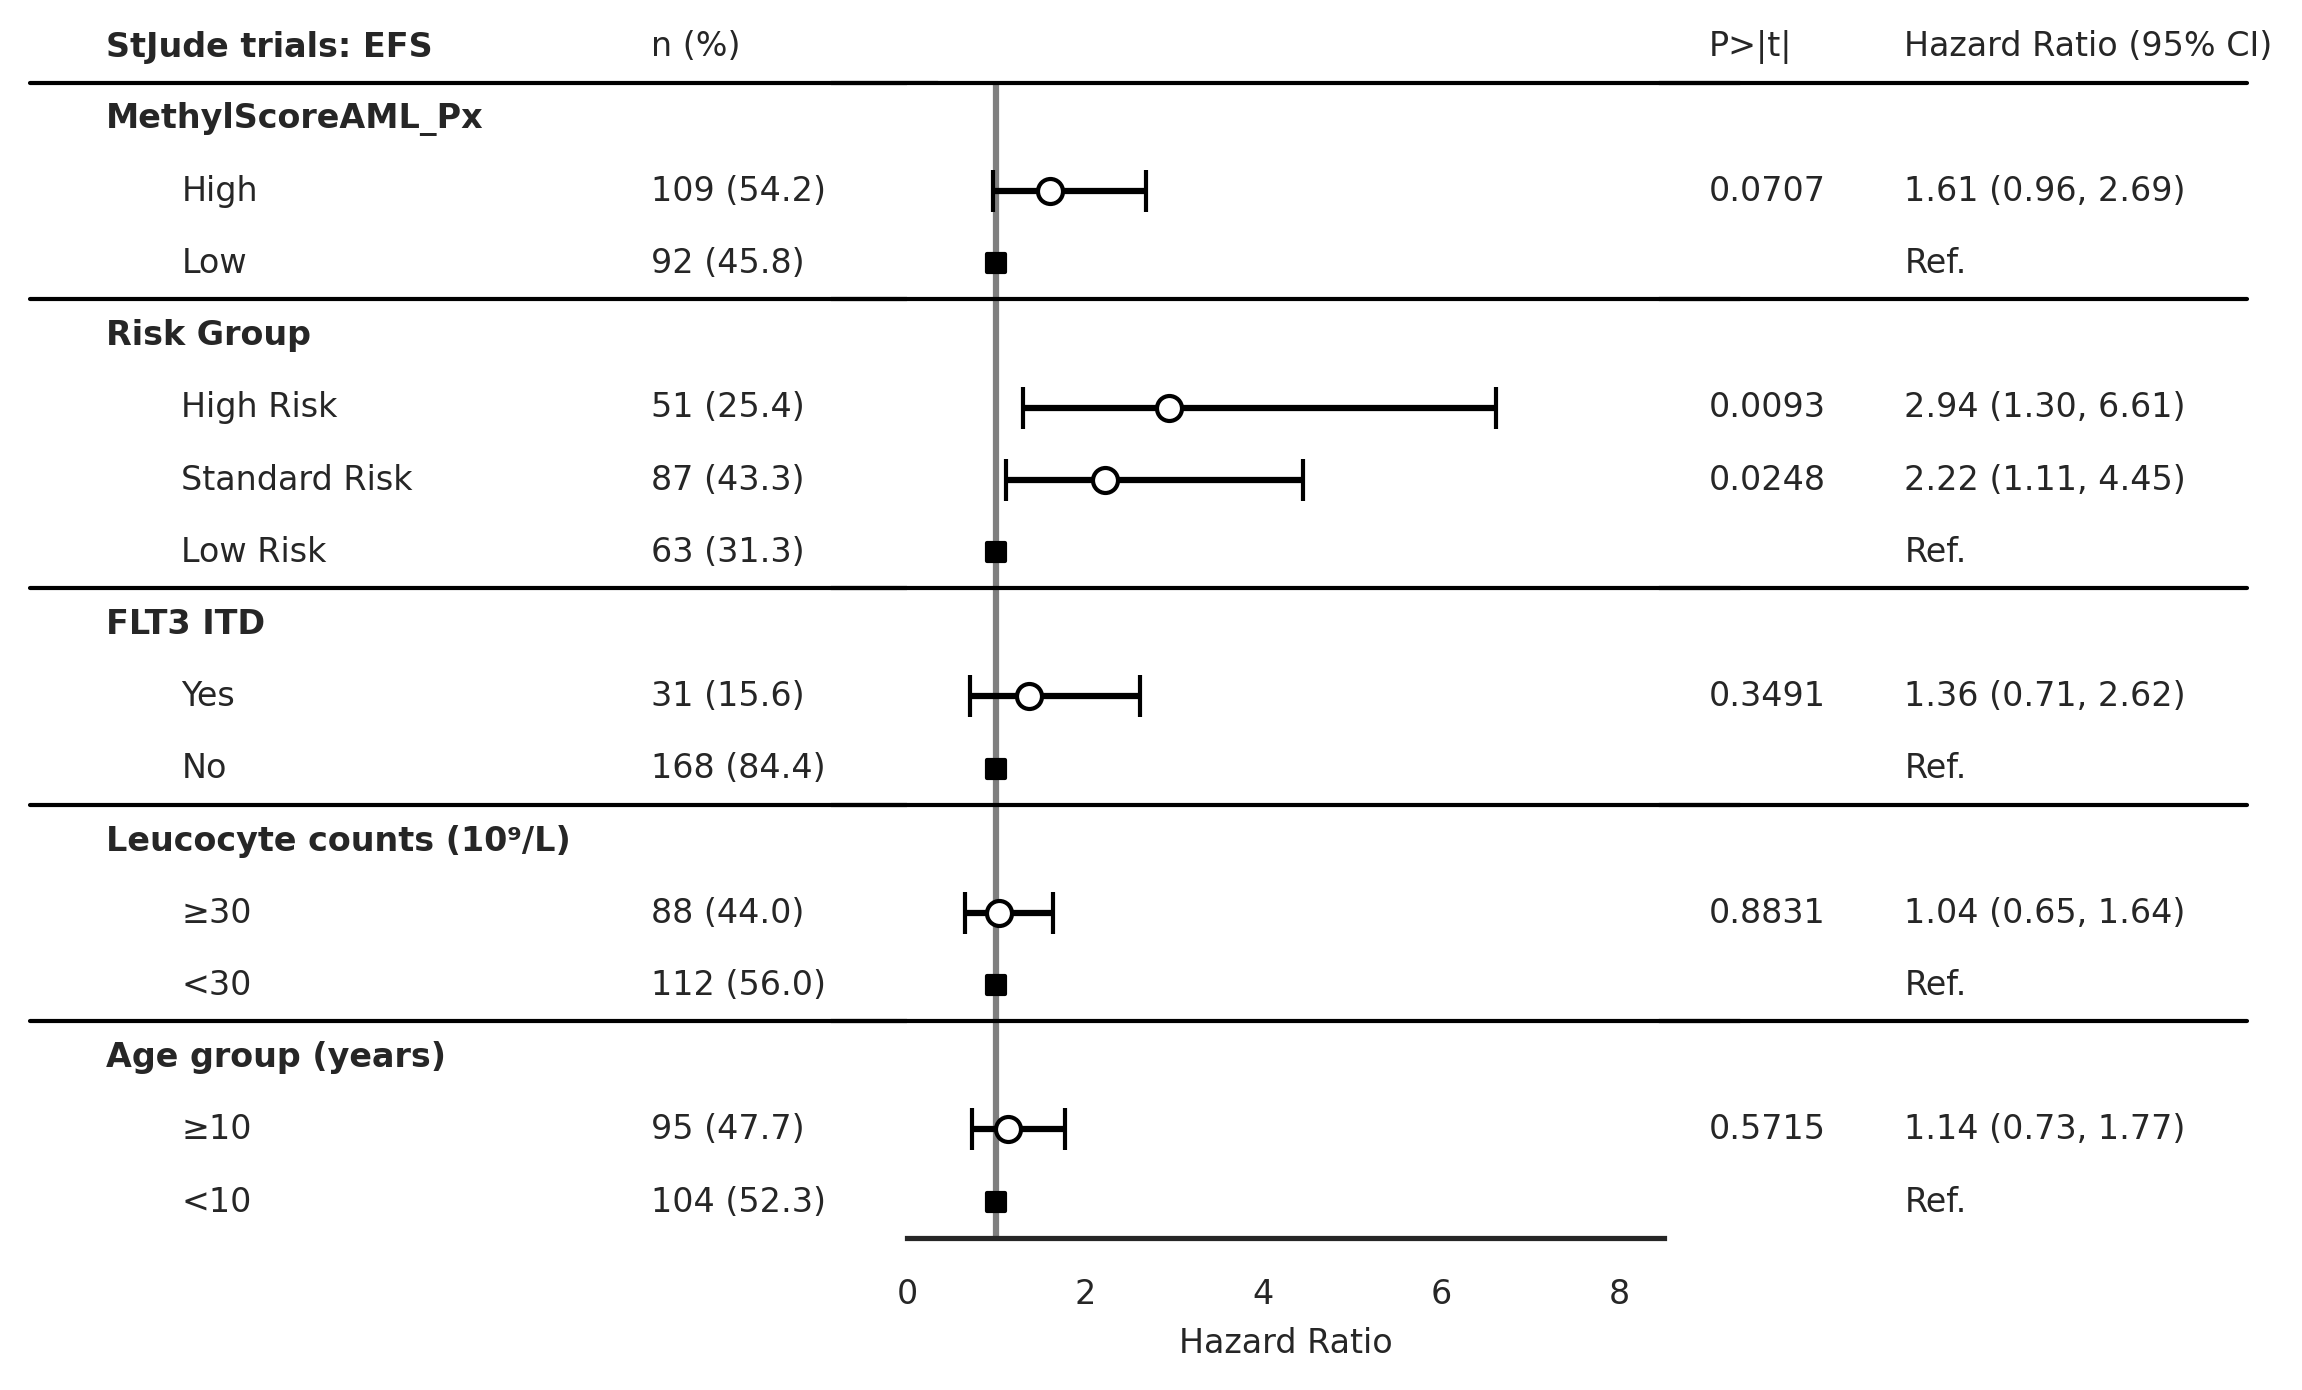 StJude trials: EFS n (%) P>|t| Hazard Ratio (95% CI)
MethylScoreAML_Px
High 109 (54.2) 0.0707 1.61 (0.96, 2.69)
Low 92 (45.8) Ref.
Risk Group
High Risk 51 (25.4) 0.0093 2.94 (1.30, 6.61)
Standard Risk 87 (43.3) 0.0248 2.22 (1.11, 4.45)
Low Risk 63 (31.3) Ref.
FLT3 ITD
Yes 31 (15.6) 0.3491 1.36 (0.71, 2.62)
No 168 (84.4) Ref.
Leucocyte counts (10⁹/L)
≥30 88 (44.0) 0.8831 1.04 (0.65, 1.64)
<30 112 (56.0) Ref.
Age group (years)
≥10 95 (47.7) 0.5715 1.14 (0.73, 1.77)
<10 104 (52.3) Ref.
0 2 4 6 8
Hazard Ratio